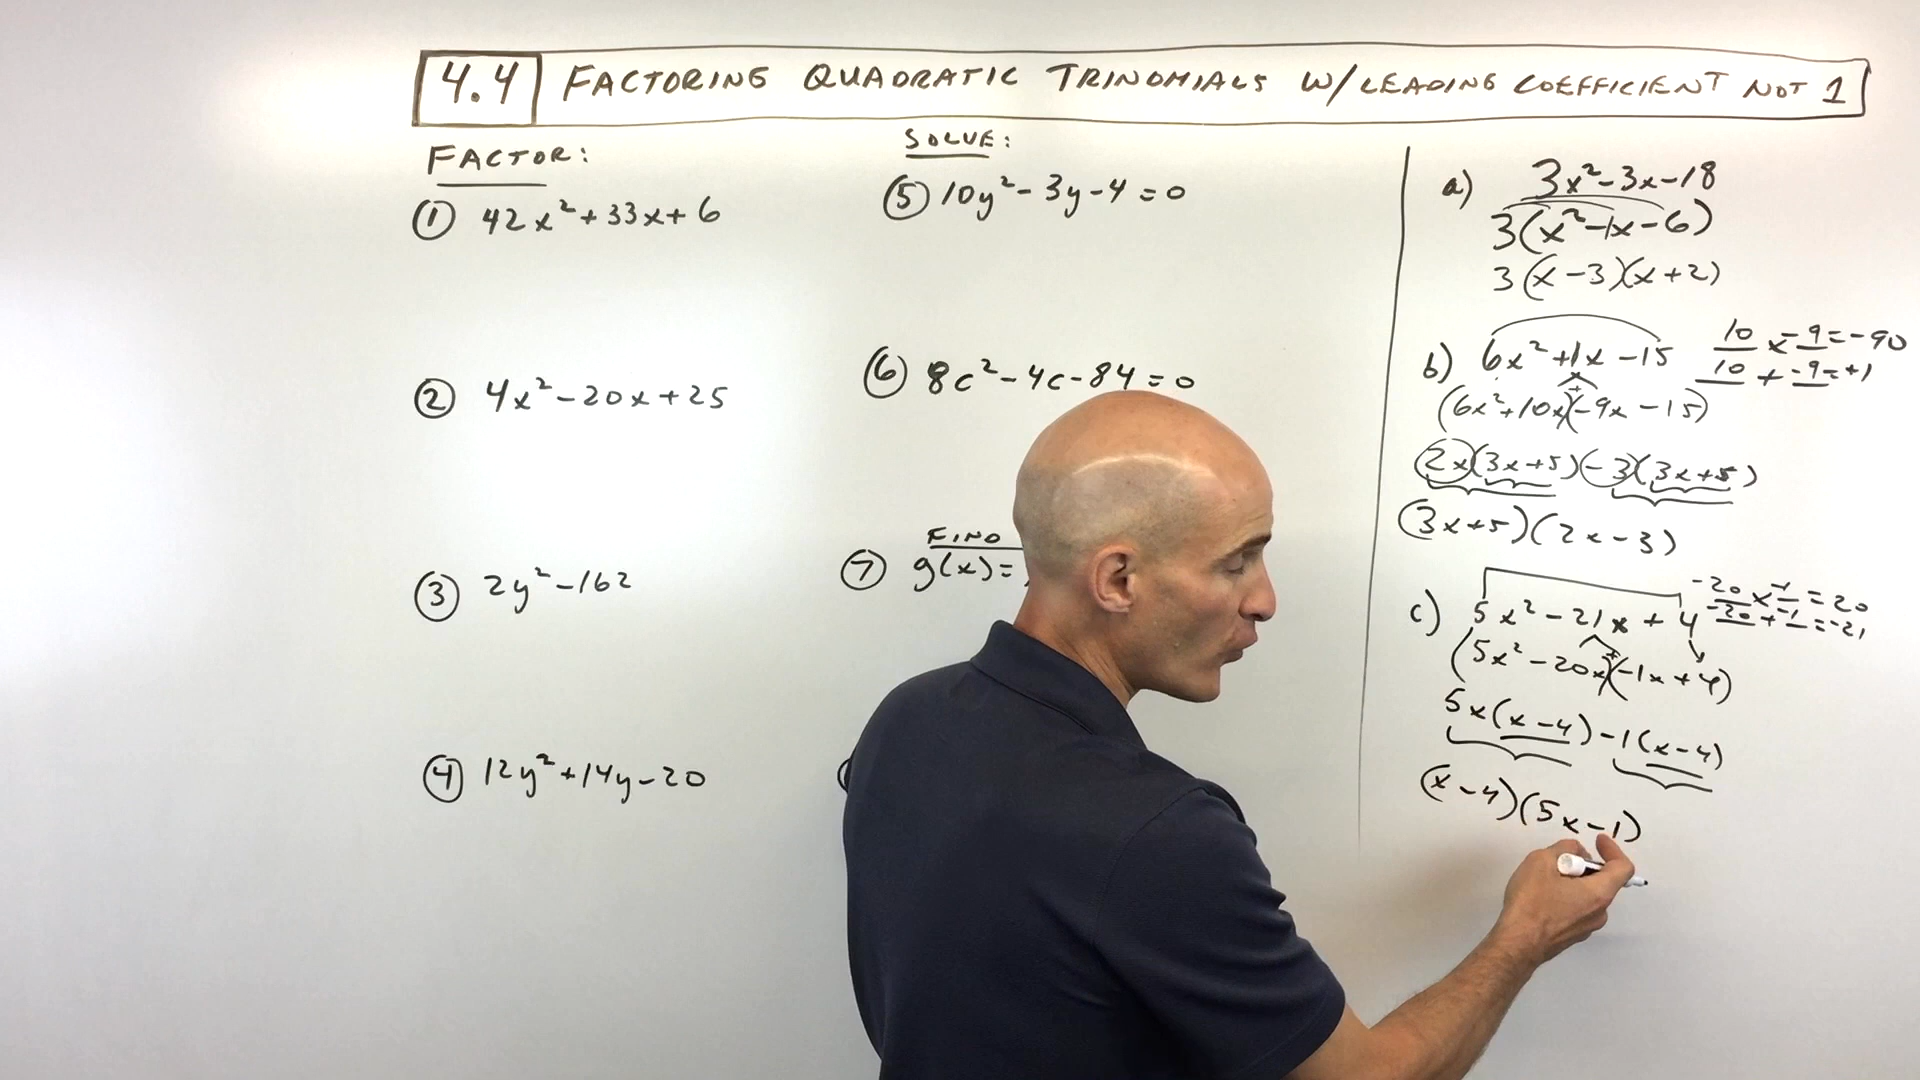 4.4 FACTORING QUADRATIC TRINOMIALS W/ LEADING COEFFICIENT NOT 1
FACTOR:
① 42x² + 33x + 6
② 4x² - 20x + 25
③ 2y² - 162
④ 12y² + 14y - 20
SOLVE:
⑤ 10y² - 3y - 4 = 0
⑥ 8c² - 4c - 84 = 0
FIND
⑦ g(x) =
a) 3x² - 3x - 18
3(x² - 1x - 6)
3(x - 3)(x + 2)
b) 6x² + 1x - 15
10 x -9 = -90
10 + -9 = +1
(6x² + 10x)+(-9x - 15)
2x(3x + 5) - 3(3x + 5)
(3x + 5)(2x - 3)
c) 5x² - 21x + 4
-20 x -1 = 20
-20 + -1 = -21
(5x² - 20x)+(-1x + 4)
5x(x - 4) - 1(x - 4)
(x - 4)(5x - 1)